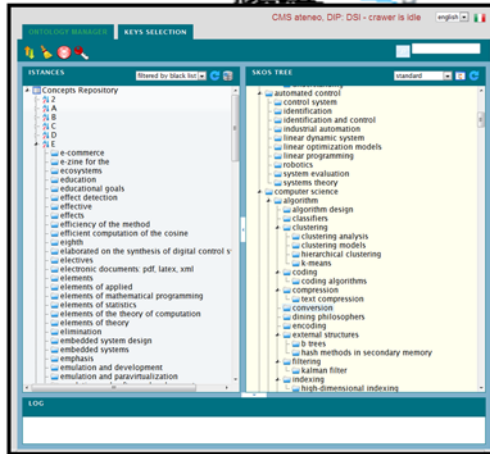 CMS ateneo, DIP: DSI - crawer is idle
english
ONTOLOGY MANAGER
KEYS SELECTION
ISTANCES
filtered by black list
Concepts Repository
2
A
B
C
D
E
e-commerce
e-zine for the
ecosystems
education
educational goals
effect detection
effective
effects
efficiency of the method
efficient computation of the cosine
eighth
elaborated on the synthesis of digital control s
electives
electronic documents: pdf, latex, xml
elements
elements of applied
elements of mathematical programming
elements of statistics
elements of the theory of computation
elements of theory
elimination
embedded system design
embedded systems
emphasis
emulation and development
emulation and paravirtualization
SKOS TREE
standard
automated control
control system
identification
identification and control
industrial automation
linear dynamic system
linear optimization models
linear programming
robotics
system evaluation
systems theory
computer science
algorithm
algorithm design
classifiers
clustering
clustering analysis
clustering models
hierarchical clustering
k-means
coding
coding algorithms
compression
text compression
conversion
dining philosophers
encoding
external structures
b trees
hash methods in secondary memory
filtering
kalman filter
indexing
high-dimensional indexing
LOG